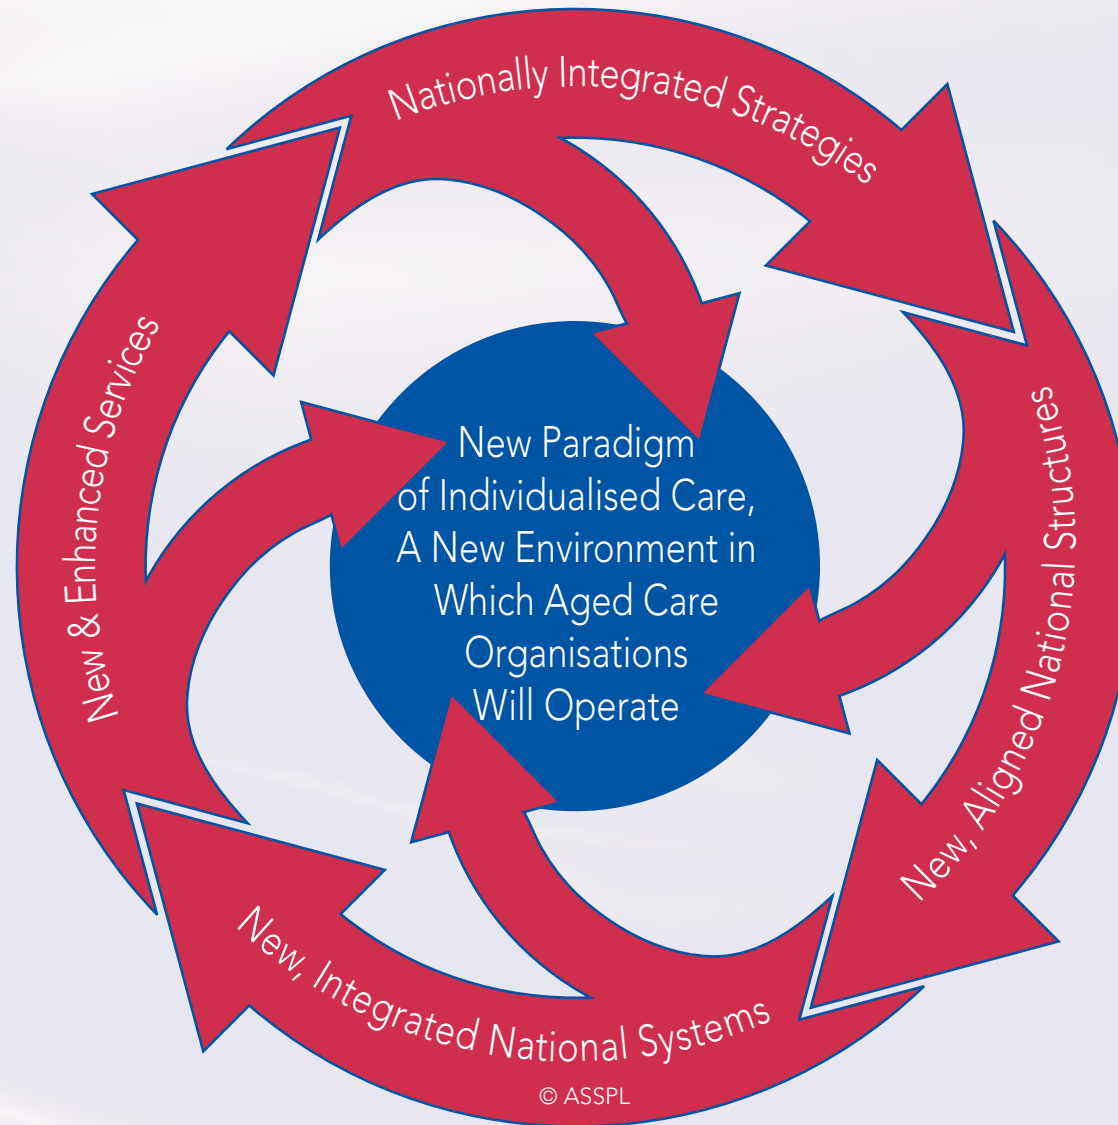 Nationally Integrated Strategies
New, Aligned National Structures
New, Integrated National Systems
New & Enhanced Services
New Paradigm
of Individualised Care,
A New Environment in
Which Aged Care
Organisations
Will Operate
© ASSPL